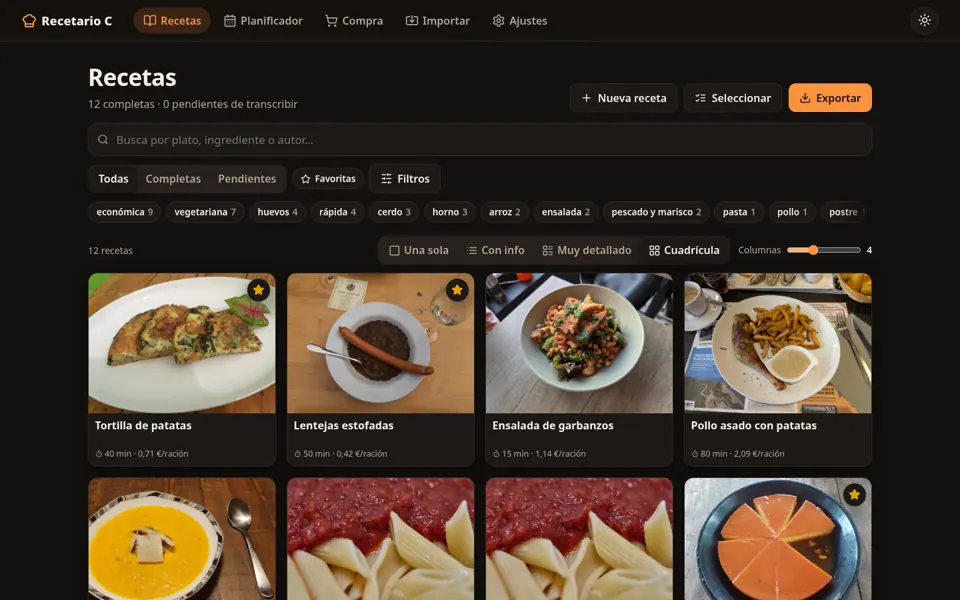 Recetario C
Recetas
Planificador
Compra
Importar
Ajustes
Recetas
12 completas · 0 pendientes de transcribir
Nueva receta
Seleccionar
Exportar
Busca por plato, ingrediente o autor...
Todas
Completas
Pendientes
Favoritas
Filtros
económica 9
vegetariana 7
huevos 4
rápida 4
cerdo 3
horno 3
arroz 2
ensalada 2
pescado y marisco 2
pasta 1
pollo 1
postre 1
12 recetas
Una sola
Con info
Muy detallado
Cuadrícula
Columnas
4
Tortilla de patatas
40 min · 0,71 €/ración
Lentejas estofadas
50 min · 0,42 €/ración
Ensalada de garbanzos
15 min · 1,14 €/ración
Pollo asado con patatas
80 min · 2,09 €/ración